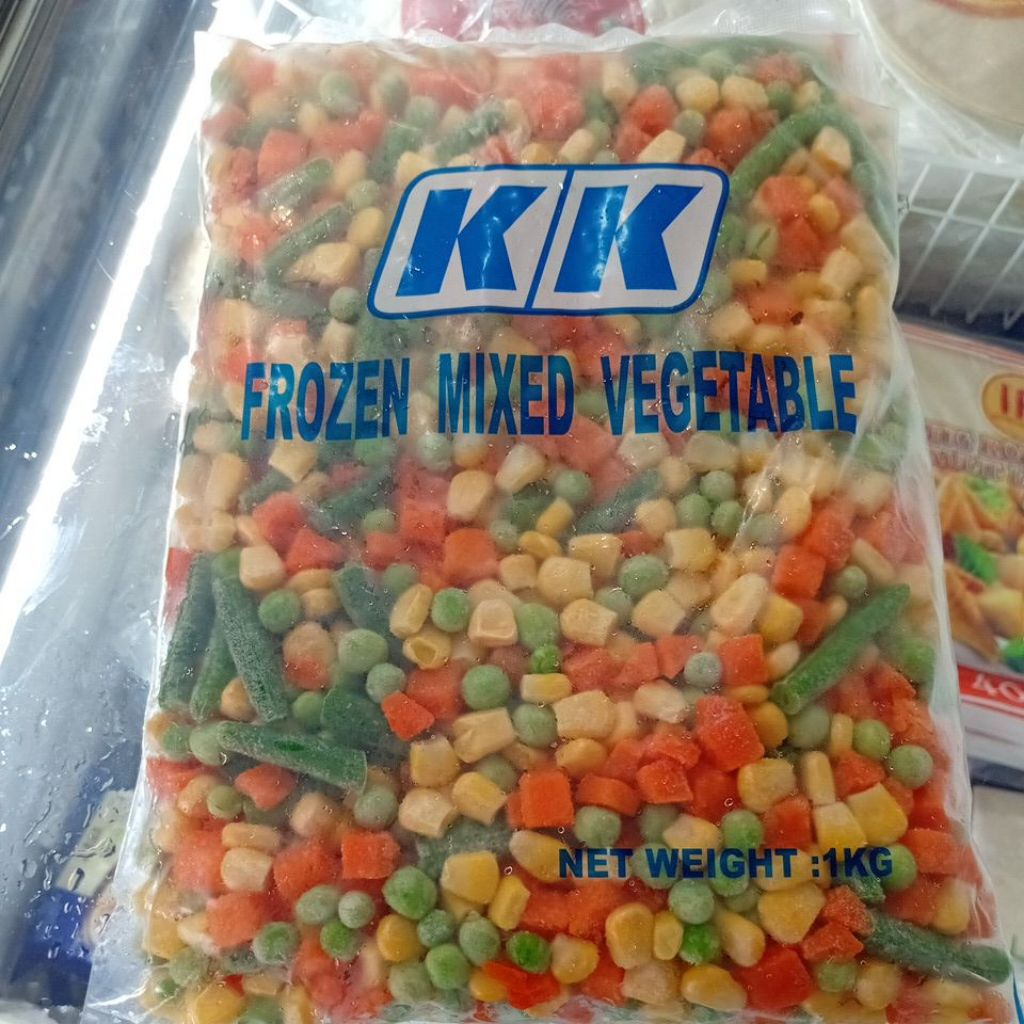 KK
FROZEN MIXED VEGETABLE
NET WEIGHT :1KG